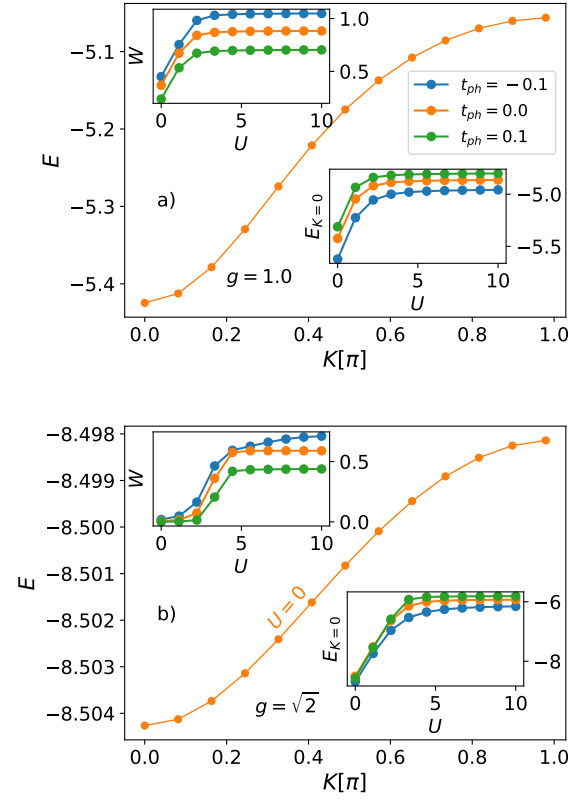 −5.1
−5.2
−5.3
−5.4
E
0.0 0.2 0.4 0.6 0.8 1.0
K[π]
a)
g = 1.0
W
1.0
0.5
0 5 10
U
t_ph = −0.1
t_ph = 0.0
t_ph = 0.1
E_{K=0}
−5.0
−5.5
0 5 10
U
−8.498
−8.499
−8.500
−8.501
−8.502
−8.503
−8.504
E
0.0 0.2 0.4 0.6 0.8 1.0
K[π]
b)
g = √2
U = 0
W
0.5
0.0
0 5 10
U
E_{K=0}
−6
−8
0 5 10
U